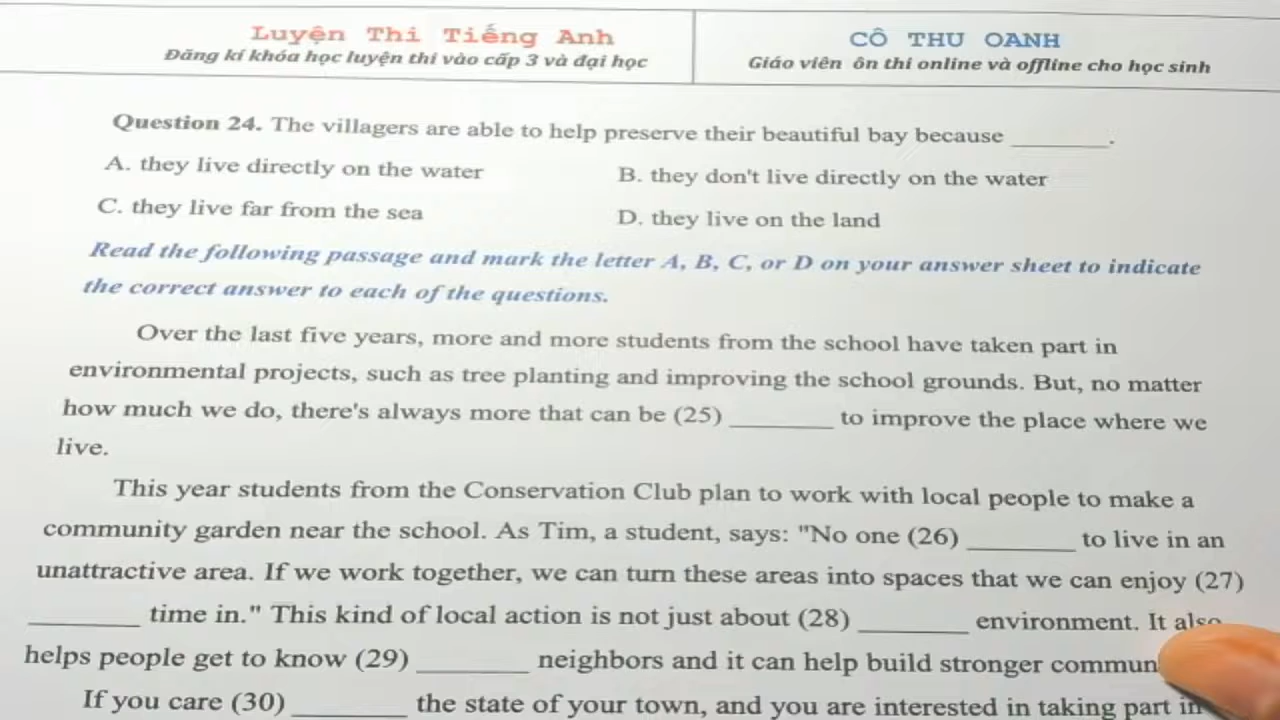 Luyện Thi Tiếng Anh
Đăng kí khóa học luyện thi vào cấp 3 và đại học
CÔ THU OANH
Giáo viên ôn thi online và offline cho học sinh
Question 24. The villagers are able to help preserve their beautiful bay because ________.
A. they live directly on the water
B. they don't live directly on the water
C. they live far from the sea
D. they live on the land
Read the following passage and mark the letter A, B, C, or D on your answer sheet to indicate
the correct answer to each of the questions.
Over the last five years, more and more students from the school have taken part in
environmental projects, such as tree planting and improving the school grounds. But, no matter
how much we do, there's always more that can be (25) ________ to improve the place where we
live.
This year students from the Conservation Club plan to work with local people to make a
community garden near the school. As Tim, a student, says: "No one (26) ________ to live in an
unattractive area. If we work together, we can turn these areas into spaces that we can enjoy (27)
________ time in." This kind of local action is not just about (28) ________ environment. It also
helps people get to know (29) ________ neighbors and it can help build stronger
If you care (30) ________ the state of your town, and you are interested in taking part in